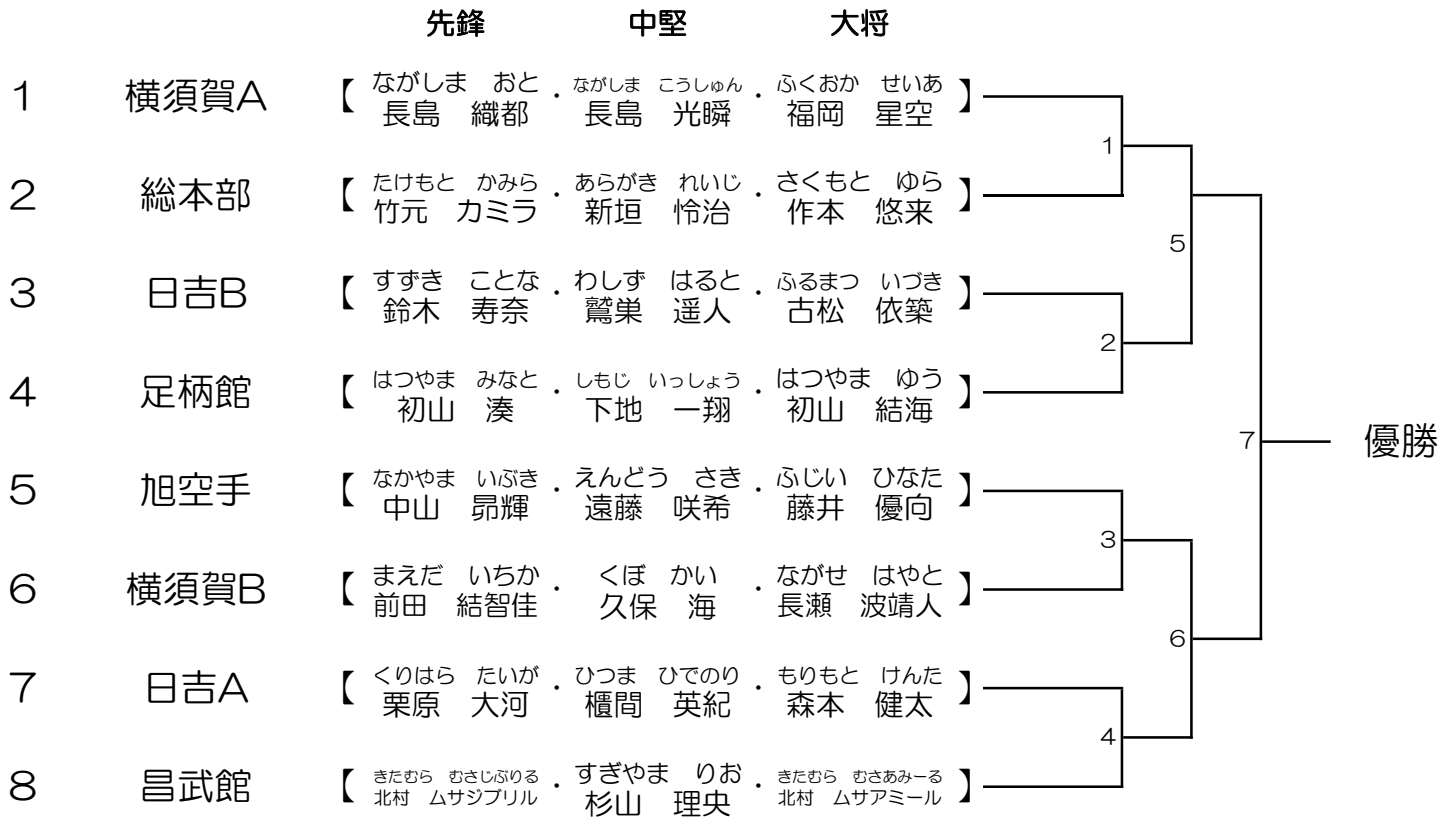 先鋒　中堅　大将
ながしま　おと　ながしま　こうしゅん　ふくおか　せいあ
1　横須賀A　【　長島　織都　・　長島　光瞬　・　福岡　星空　】
1
たけもと　かみら　あらがき　れいじ　さくもと　ゆら
2　総本部　【　竹元　カミラ　・　新垣　怜治　・　作本　悠来　】
5
すずき　ことな　わしず　はると　ふるまつ　いづき
3　日吉B　【　鈴木　寿奈　・　鷲巣　遥人　・　古松　依築　】
2
はつやま　みなと　しもじ　いっしょう　はつやま　ゆう
4　足柄館　【　初山　湊　・　下地　一翔　・　初山　結海　】
7　優勝
なかやま　いぶき　えんどう　さき　ふじい　ひなた
5　旭空手　【　中山　昴輝　・　遠藤　咲希　・　藤井　優向　】
3
まえだ　いちか　くぼ　かい　ながせ　はやと
6　横須賀B　【　前田　結智佳　・　久保　海　・　長瀬　波靖人　】
6
くりはら　たいが　ひつま　ひでのり　もりもと　けんた
7　日吉A　【　栗原　大河　・　櫃間　英紀　・　森本　健太　】
4
きたむら　むさじぶりる　すぎやま　りお　きたむら　むさあみーる
8　昌武館　【　北村　ムサジブリル　・　杉山　理央　・　北村　ムサアミール　】